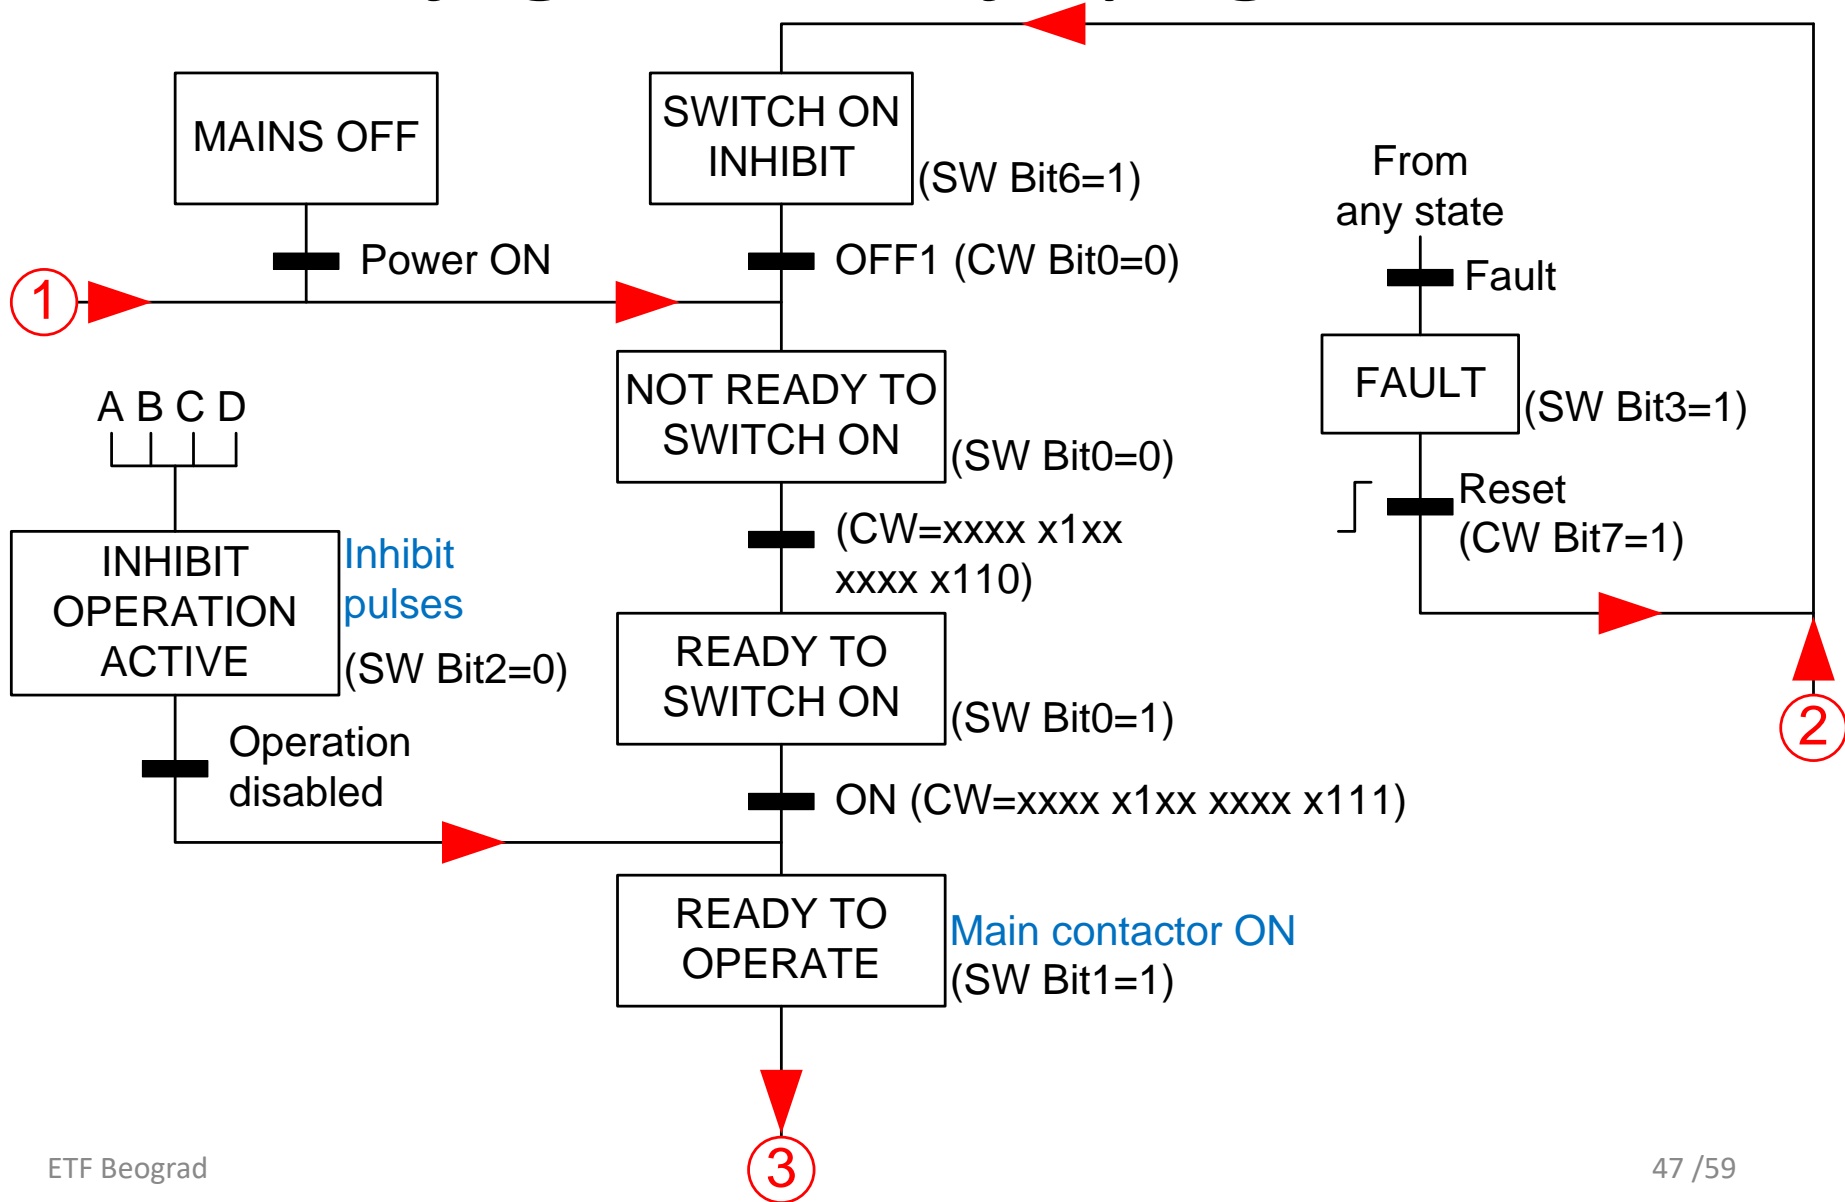 MAINS OFF
Power ON
1
SWITCH ON
INHIBIT
(SW Bit6=1)
OFF1 (CW Bit0=0)
From
any state
Fault
FAULT
(SW Bit3=1)
Reset
(CW Bit7=1)
2
NOT READY TO
SWITCH ON
(SW Bit0=0)
(CW=xxxx x1xx
xxxx x110)
A B C D
INHIBIT
OPERATION
ACTIVE
Inhibit
pulses
(SW Bit2=0)
Operation
disabled
READY TO
SWITCH ON
(SW Bit0=1)
ON (CW=xxxx x1xx xxxx x111)
READY TO
OPERATE
Main contactor ON
(SW Bit1=1)
3
ETF Beograd
47 /59